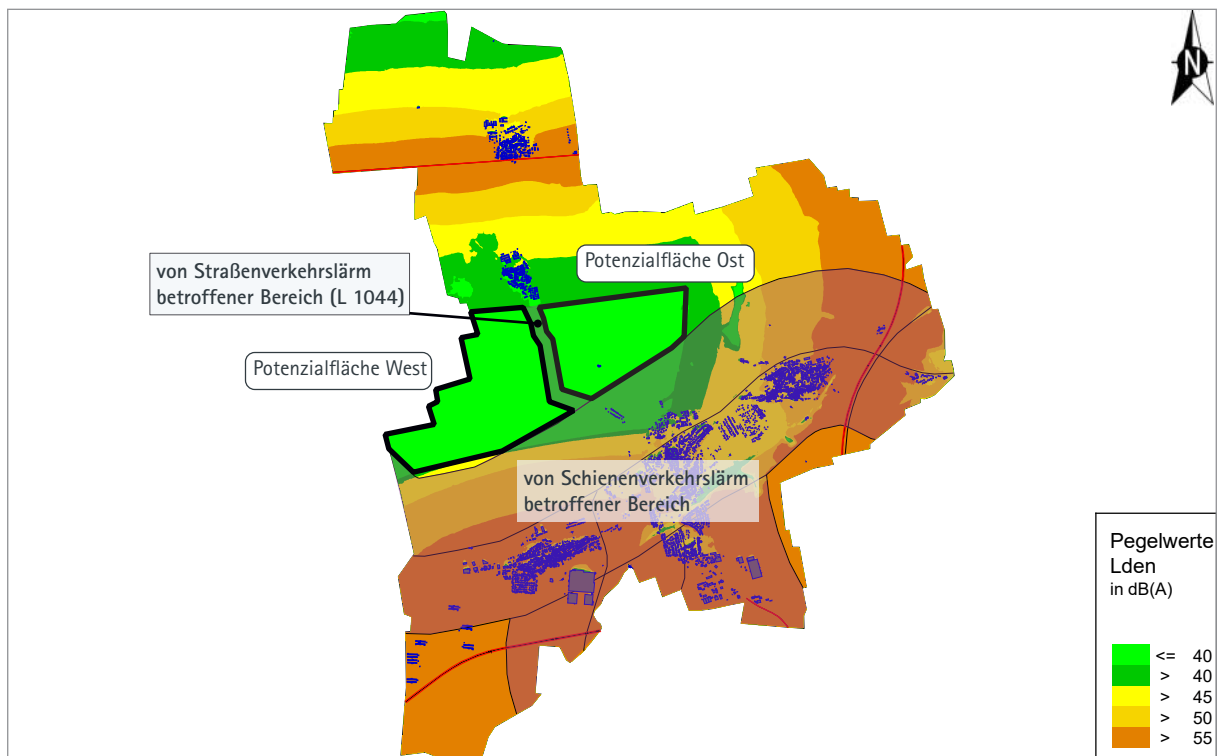 N
von Straßenverkehrslärm
betroffener Bereich (L 1044)
Potenzialfläche Ost
Potenzialfläche West
von Schienenverkehrslärm
betroffener Bereich
Pegelwerte
Lden
in dB(A)
<= 40
> 40
> 45
> 50
> 55